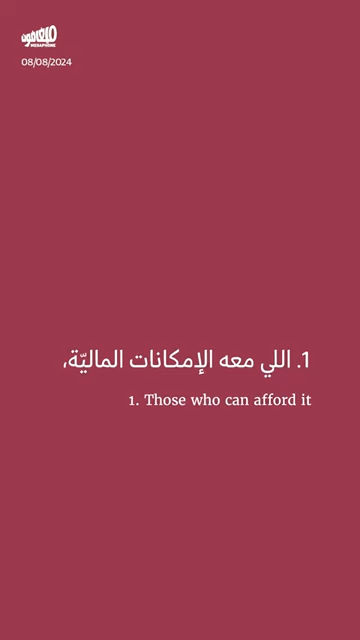 ميغافون
MEGAPHONE
08/08/2024
1. اللي معه الإمكانات الماليّة،
1. Those who can afford it